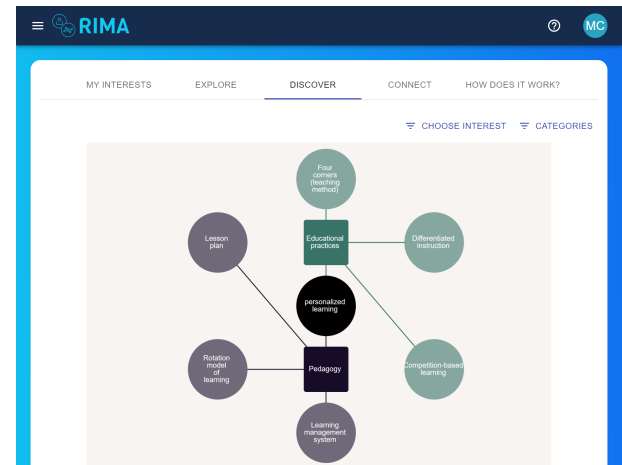 RIMA
MC
MY INTERESTS
EXPLORE
DISCOVER
CONNECT
HOW DOES IT WORK?
CHOOSE INTEREST
CATEGORIES
Four
corners
(teaching
method)
Lesson
plan
Educational
practices
Differentiated
instruction
personalized
learning
Rotation
model
of
learning
Pedagogy
Competition-based
learning
Learning
management
system